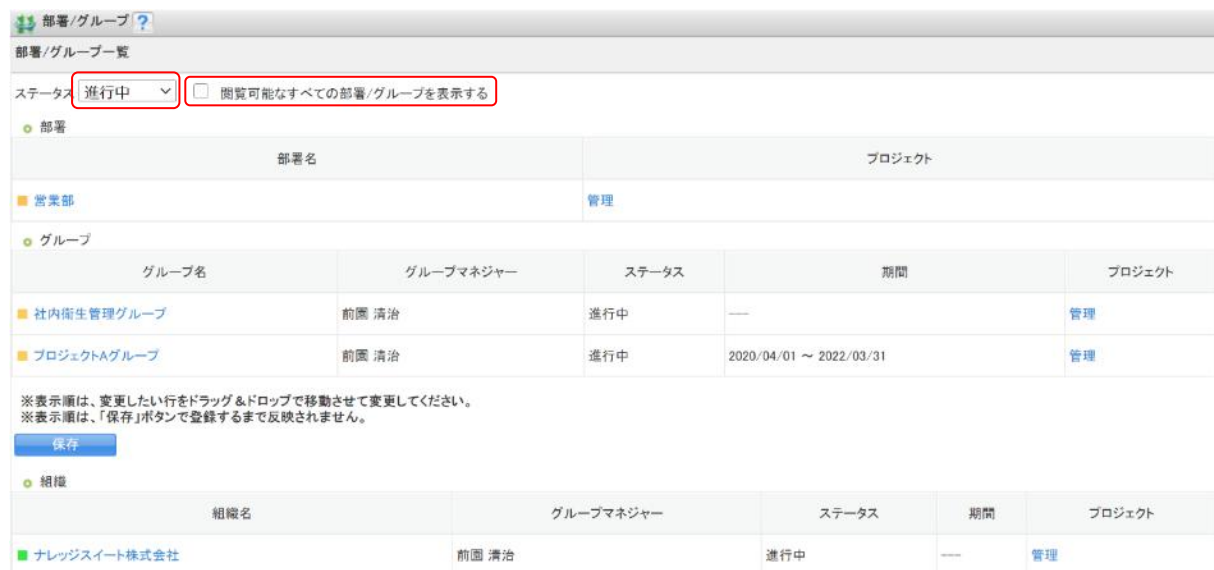 部署/グループ ?
部署/グループ一覧
ステータス 進行中 閲覧可能なすべての部署/グループを表示する
部署
部署名 プロジェクト
営業部 管理
グループ
グループ名 グループマネジャー ステータス 期間 プロジェクト
社内衛生管理グループ 前園 清治 進行中 --- 管理
プロジェクトAグループ 前園 清治 進行中 2020/04/01 ～ 2022/03/31 管理
※表示順は、変更したい行をドラッグ&ドロップで移動させて変更してください。
※表示順は、「保存」ボタンで登録するまで反映されません。
保存
組織
組織名 グループマネジャー ステータス 期間 プロジェクト
ナレッジスイート株式会社 前園 清治 進行中 --- 管理